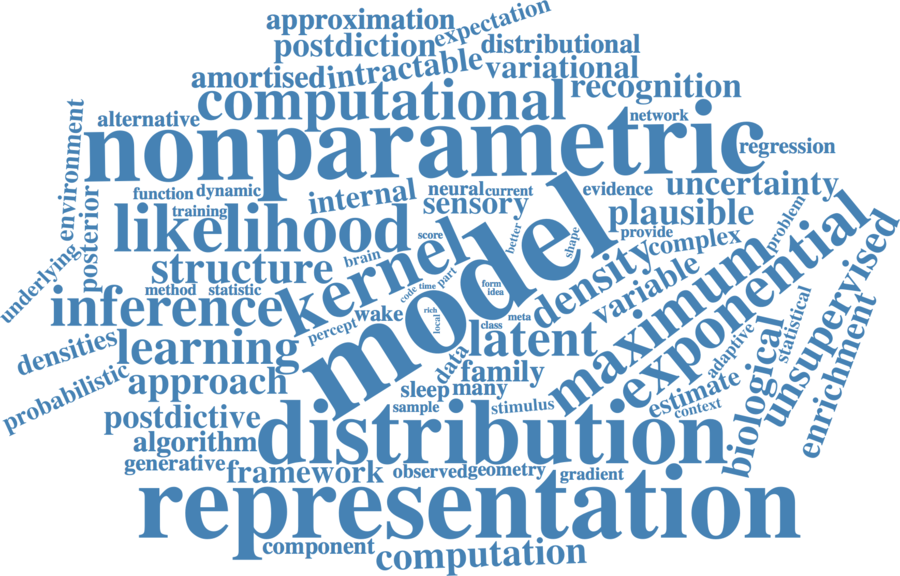 approximation
expectation
postdiction
distributional
amortised
intractable
variational
computational
recognition
alternative
network
nonparametric
regression
environment
function
dynamic
internal
neural
current
evidence
uncertainty
posterior
training
likelihood
sensory
plausible
problem
score
better
shape
provide
underlying
structure
brain
kernel
model
density
complex
variable
method
statistic
code
time
part
form
idea
inference
percept
wake
rich
local
class
meta
maximum
exponential
unsupervised
densities
learning
data
latent
adaptive
statistical
probabilistic
approach
sleep
many
family
estimate
biological
enrichment
postdictive
sample
stimulus
context
algorithm
distribution
generative
framework
observed
geometry
gradient
representation
component
computation